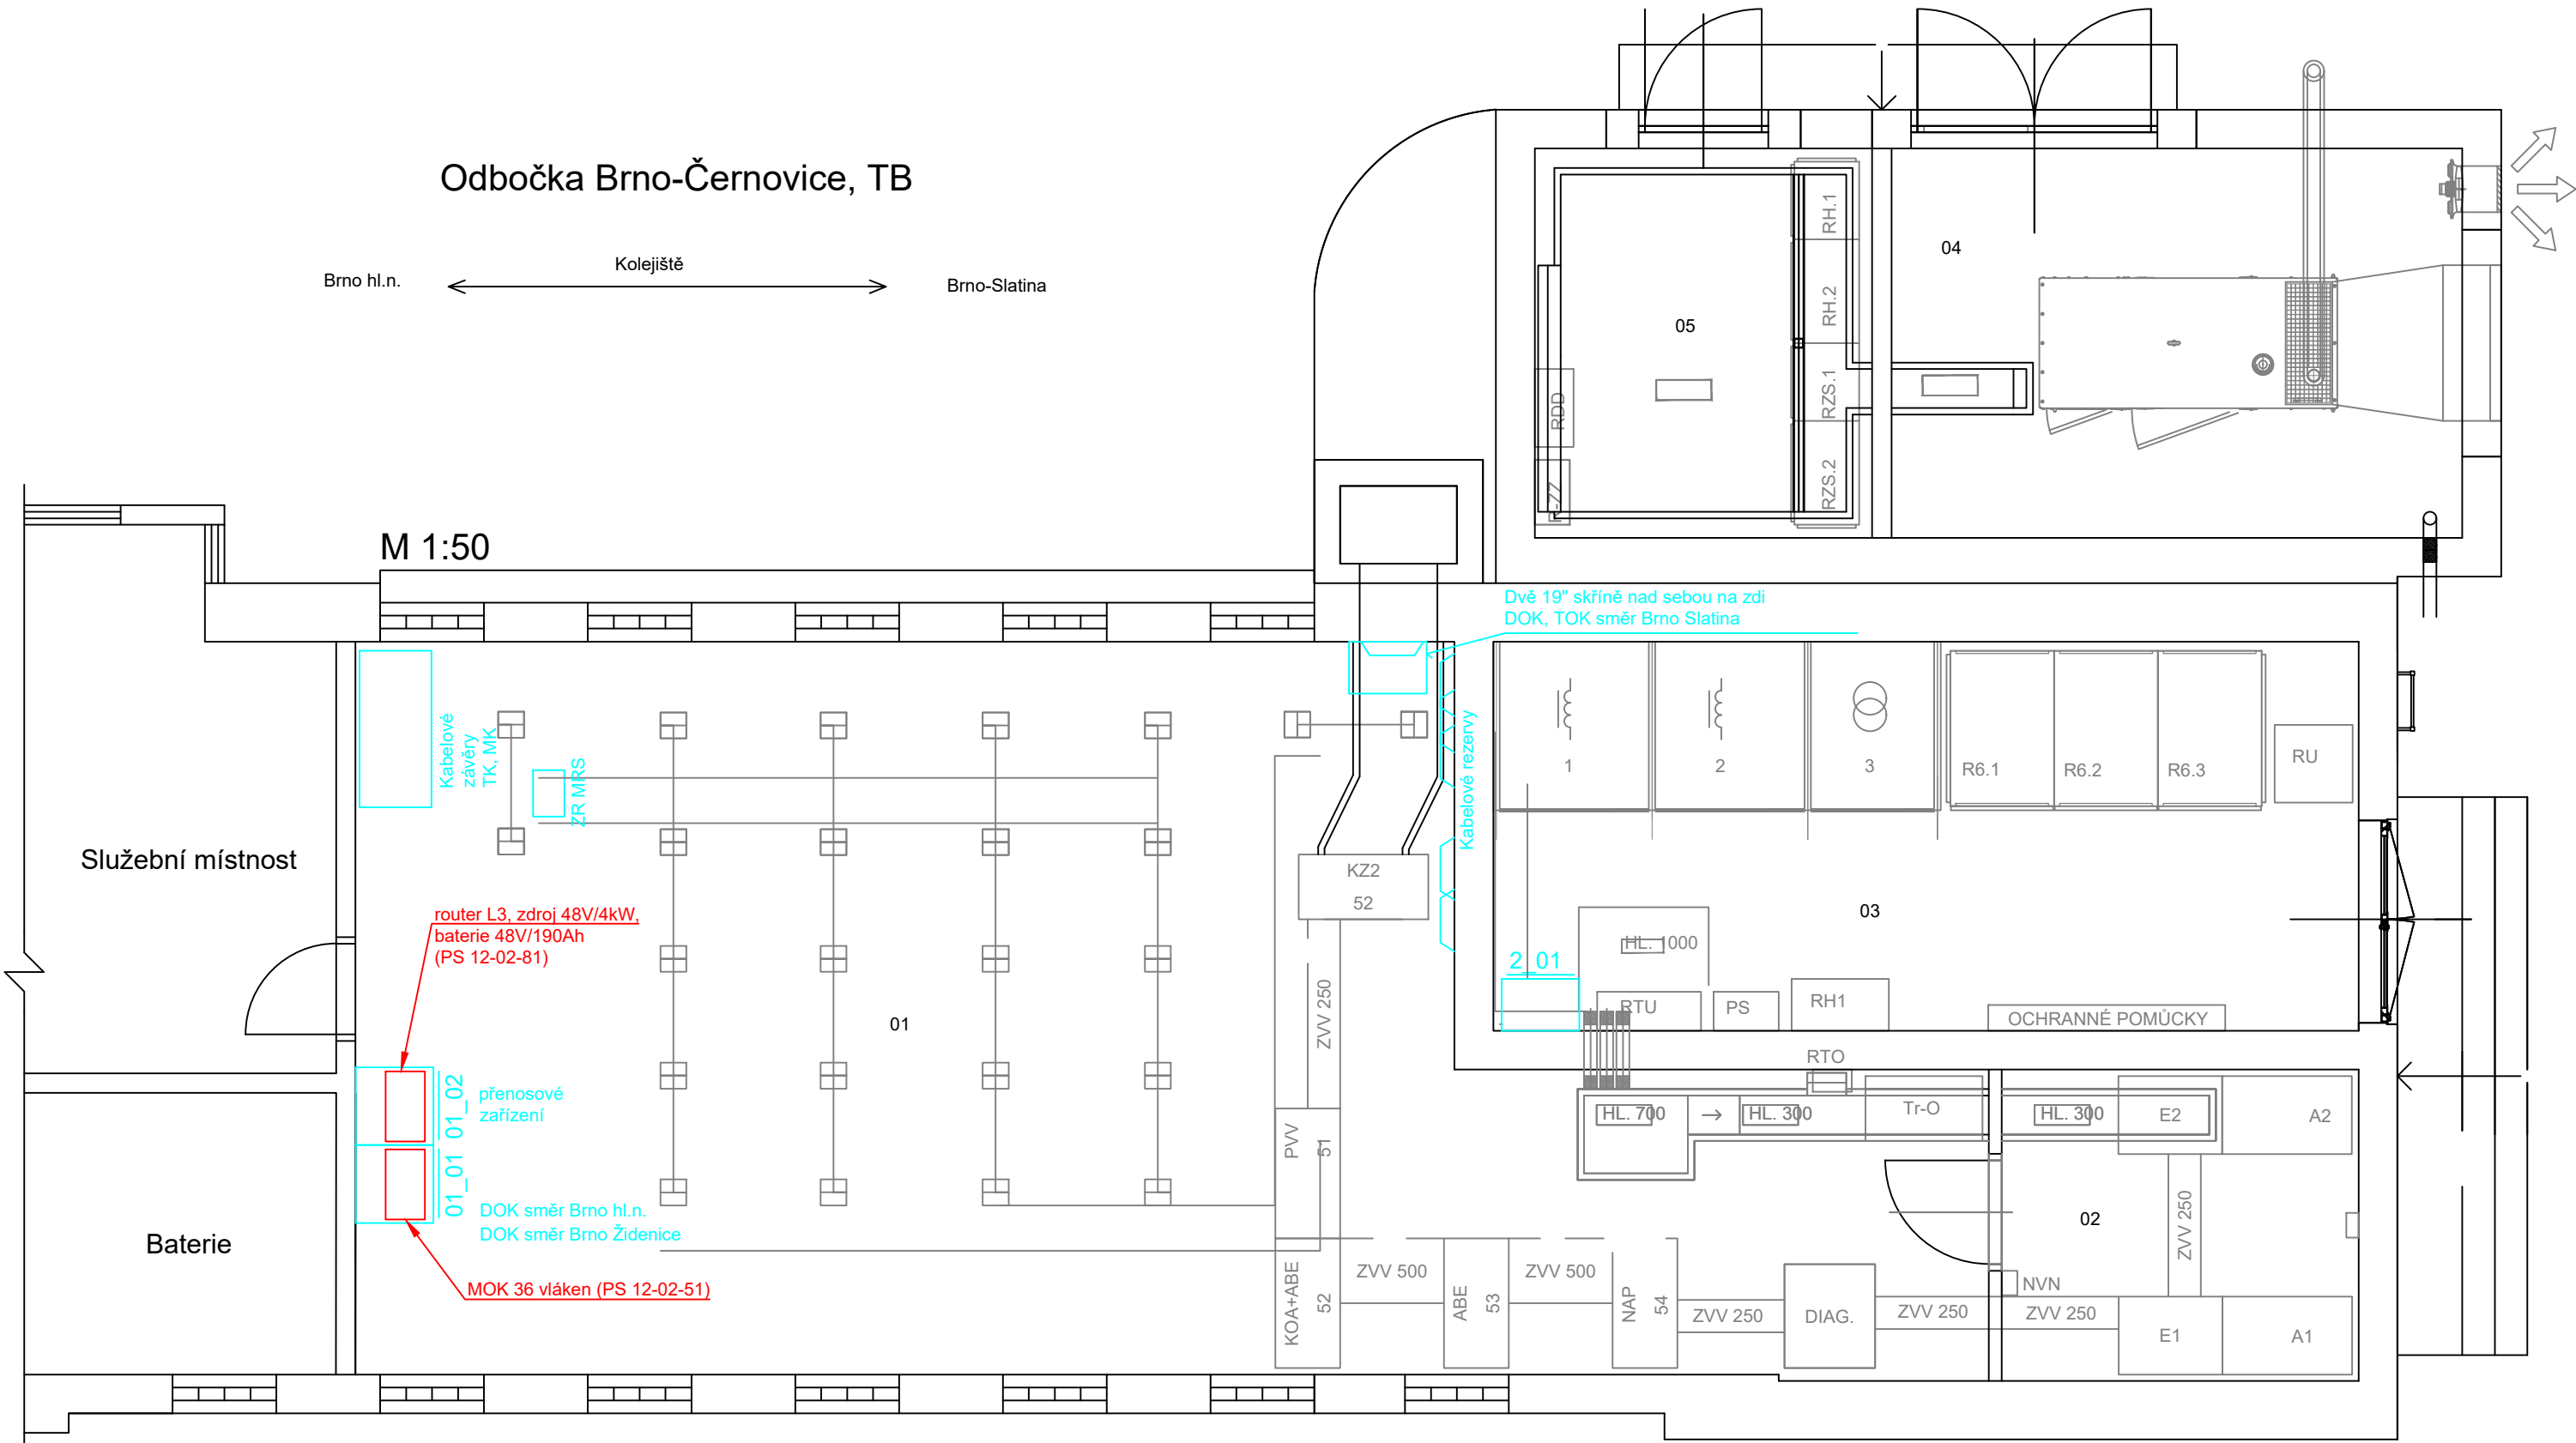 Odbočka Brno-Černovice, TB
Brno hl.n.
Kolejiště
Brno-Slatina
M 1:50
RH.1
RH.2
RZS.1
RZS.2
04
05
RDD
Dvě 19" skříně nad sebou na zdi
DOK, TOK směr Brno Slatina
Kabelové
závěry
TK, MK
ZR MRS
Kabelové rezervy
1
2
3
R6.1
R6.2
R6.3
RU
Služební místnost
KZ2
52
03
router L3, zdroj 48V/4kW,
baterie 48V/190Ah
(PS 12-02-81)
HL. 1000
2_01
RTU
PS
RH1
OCHRANNÉ POMŮCKY
01
ZVV 250
RTO
01_02
přenosové
zařízení
PVV
51
HL. 700
HL. 300
Tr-O
HL. 300
E2
A2
01_01
DOK směr Brno hl.n.
DOK směr Brno Židenice
Baterie
MOK 36 vláken (PS 12-02-51)
KOA+ABE
52
ZVV 500
ABE
53
ZVV 500
NAP
54
ZVV 250
DIAG.
ZVV 250
02
ZVV 250
NVN
ZVV 250
E1
A1